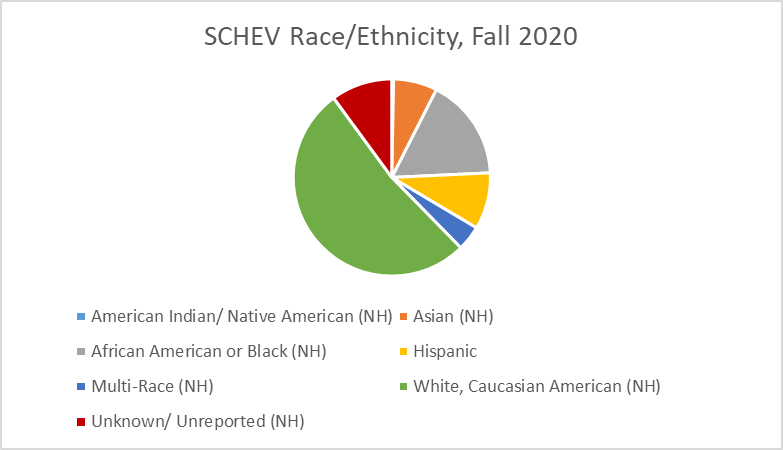 SCHEV Race/Ethnicity, Fall 2020
American Indian/ Native American (NH)
Asian (NH)
African American or Black (NH)
Hispanic
Multi-Race (NH)
White, Caucasian American (NH)
Unknown/ Unreported (NH)